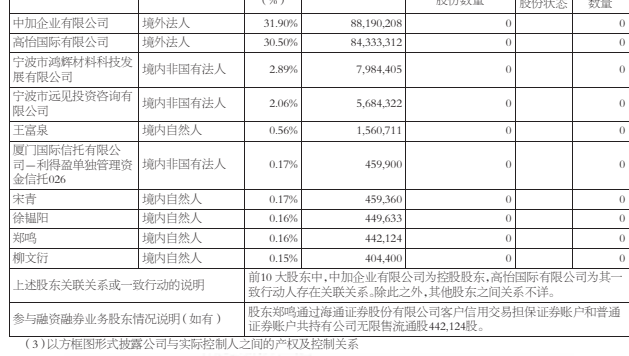 （%） 股份数量 股份状态 数量
中加企业有限公司 境外法人 31.90% 88,190,208 0 0
高怡国际有限公司 境外法人 30.50% 84,333,312 0 0
宁波市鸿辉材料科技发
展有限公司 境内非国有法人 2.89% 7,984,405 0 0
宁波市远见投资咨询有
限公司 境内非国有法人 2.06% 5,684,322 0 0
王富泉 境内自然人 0.56% 1,560,711 0 0
厦门国际信托有限公
司－利得盈单独管理资
金信托026 境内非国有法人 0.17% 459,900 0 0
宋青 境内自然人 0.17% 459,360 0 0
徐韫阳 境内自然人 0.16% 449,633 0 0
郑鸣 境内自然人 0.16% 442,124 0 0
柳文衍 境内自然人 0.15% 404,400 0 0
上述股东关联关系或一致行动的说明 前10 大股东中,中加企业有限公司为控股股东,高怡国际有限公司为其一
致行动人存在关联关系。除此之外,其他股东之间关系不详。
参与融资融券业务股东情况说明(如有) 股东郑鸣通过海通证券股份有限公司客户信用交易担保证券账户和普通
证券账户共持有公司无限售流通股442,124股。
(3)以方框图形式披露公司与实际控制人之间的产权及控制关系